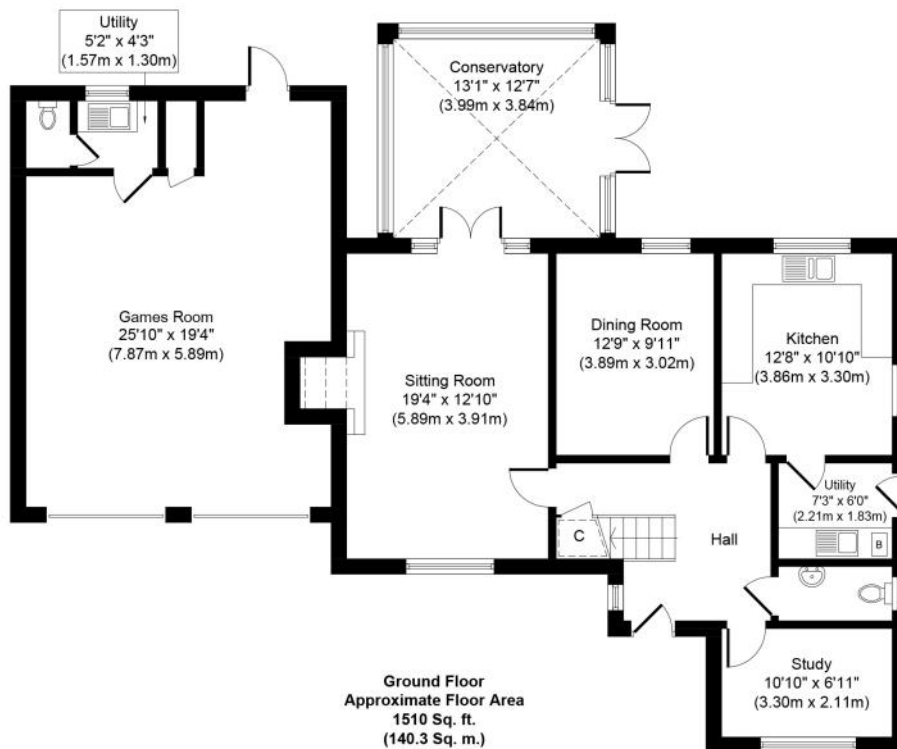 Utility
5'2" x 4'3"
(1.57m x 1.30m)
Conservatory
13'1" x 12'7"
(3.99m x 3.84m)
Games Room
25'10" x 19'4"
(7.87m x 5.89m)
Sitting Room
19'4" x 12'10"
(5.89m x 3.91m)
Dining Room
12'9" x 9'11"
(3.89m x 3.02m)
Kitchen
12'8" x 10'10"
(3.86m x 3.30m)
Utility
7'3" x 6'0"
(2.21m x 1.83m)
B
C
Hall
Study
10'10" x 6'11"
(3.30m x 2.11m)
Ground Floor
Approximate Floor Area
1510 Sq. ft.
(140.3 Sq. m.)